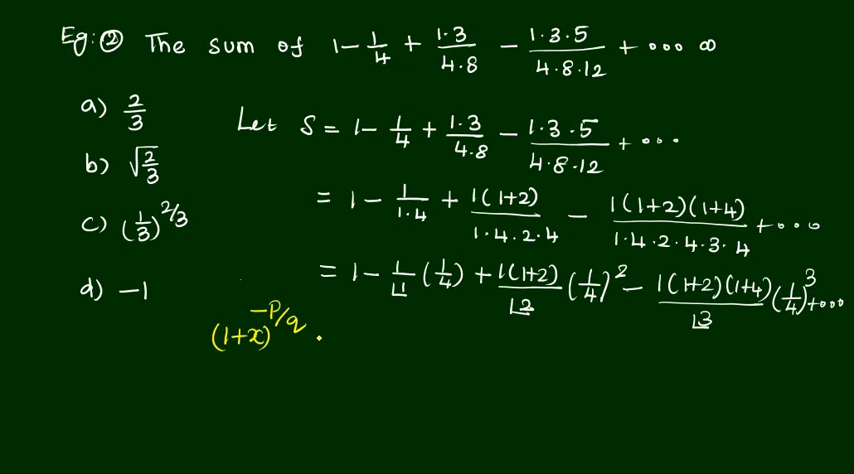 Eg: ② The sum of 1 - 1/4 + 1·3/4·8 - 1·3·5/4·8·12 + ... ∞
a) 2/3
Let S = 1 - 1/4 + 1·3/4·8 - 1·3·5/4·8·12 + ...
b) √2/3
= 1 - 1/1·4 + 1(1+2)/1·4·2·4 - 1(1+2)(1+4)/1·4·2·4·3·4 + ...
c) (1/3)^2/3
= 1 - 1/∟1 (1/4) + 1(1+2)/∟2 (1/4)^2 - 1(1+2)(1+4)/∟3 (1/4)^3 + ...
d) -1
(1+x)^-P/q .